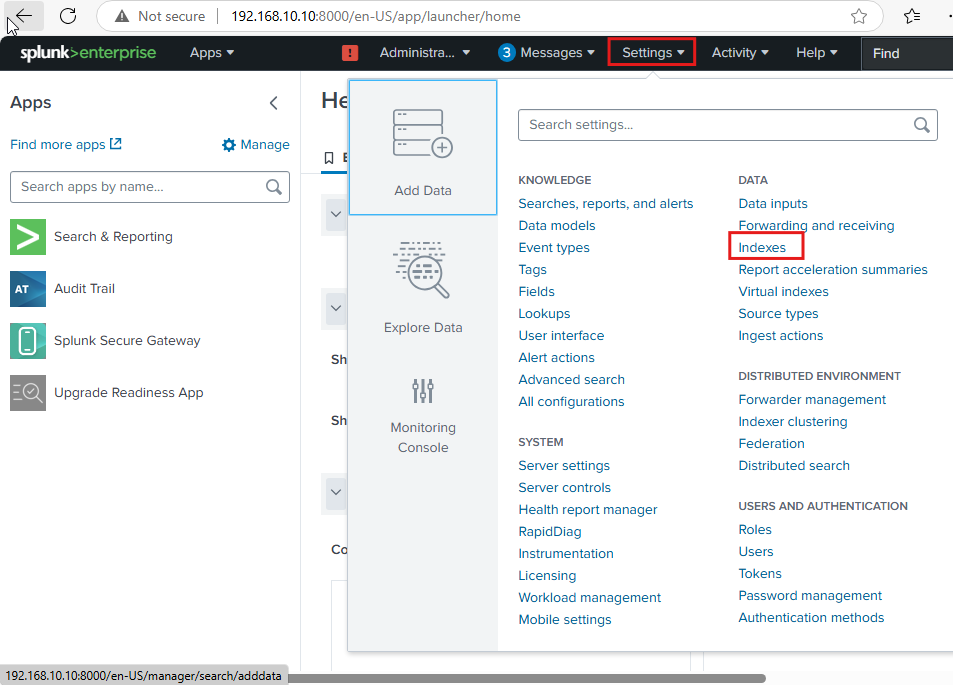 Not secure 192.168.10.10:8000/en-US/app/launcher/home
splunk>enterprise Apps ! Administra... 3 Messages Settings Activity Help Find
Apps
Find more apps Manage
Search apps by name...
Search & Reporting
AT Audit Trail
Splunk Secure Gateway
Upgrade Readiness App
He
Sh
Sh
Co
Add Data
Explore Data
Monitoring
Console
Search settings...
KNOWLEDGE
Searches, reports, and alerts
Data models
Event types
Tags
Fields
Lookups
User interface
Alert actions
Advanced search
All configurations
SYSTEM
Server settings
Server controls
Health report manager
RapidDiag
Instrumentation
Licensing
Workload management
Mobile settings
DATA
Data inputs
Forwarding and receiving
Indexes
Report acceleration summaries
Virtual indexes
Source types
Ingest actions
DISTRIBUTED ENVIRONMENT
Forwarder management
Indexer clustering
Federation
Distributed search
USERS AND AUTHENTICATION
Roles
Users
Tokens
Password management
Authentication methods
192.168.10.10:8000/en-US/manager/search/adddata